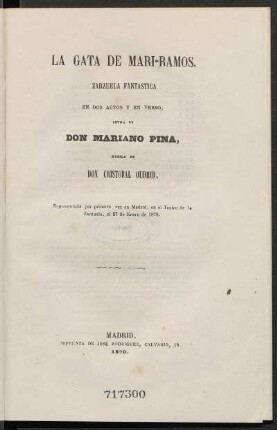 LA GATA DE MARI-RAMOS.
ZARZUELA FANTASTICA
EN DOS ACTOS Y EN VERSO,
LETRA DE
DON MARIANO PINA,
MUSICA DE
DON CRISTOBAL OUDRID.
Representada por primera vez en Madrid, en el Teatro de la
Zarzuela, el 27 de Enero de 1870.
MADRID.
IMPRENTA DE JOSÉ RODRIGUEZ, CALVARIO, 18.
1870.
717300